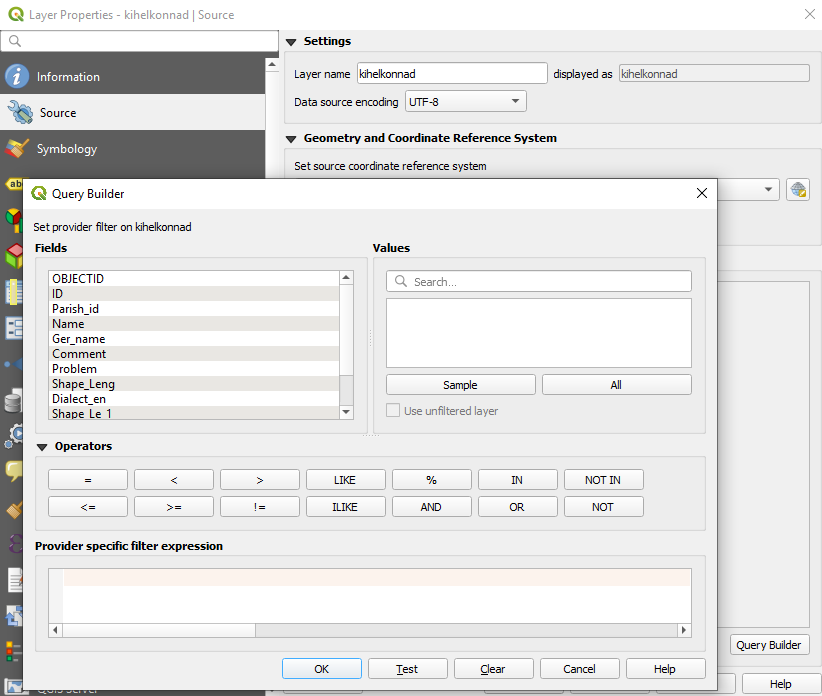 Layer Properties - kihelkonnad | Source
Information
Source
Symbology
Settings
Layer name kihelkonnad displayed as kihelkonnad
Data source encoding UTF-8
Geometry and Coordinate Reference System
Set source coordinate reference system
Query Builder
Set provider filter on kihelkonnad
Fields
OBJECTID
ID
Parish_id
Name
Ger_name
Comment
Problem
Shape_Leng
Dialect_en
Shape_Le_1
Values
Search...
Sample All
Use unfiltered layer
Operators
= < > LIKE % IN NOT IN
<= >= != ILIKE AND OR NOT
Provider specific filter expression
OK Test Clear Cancel Help
Query Builder
QGIS Server
Help